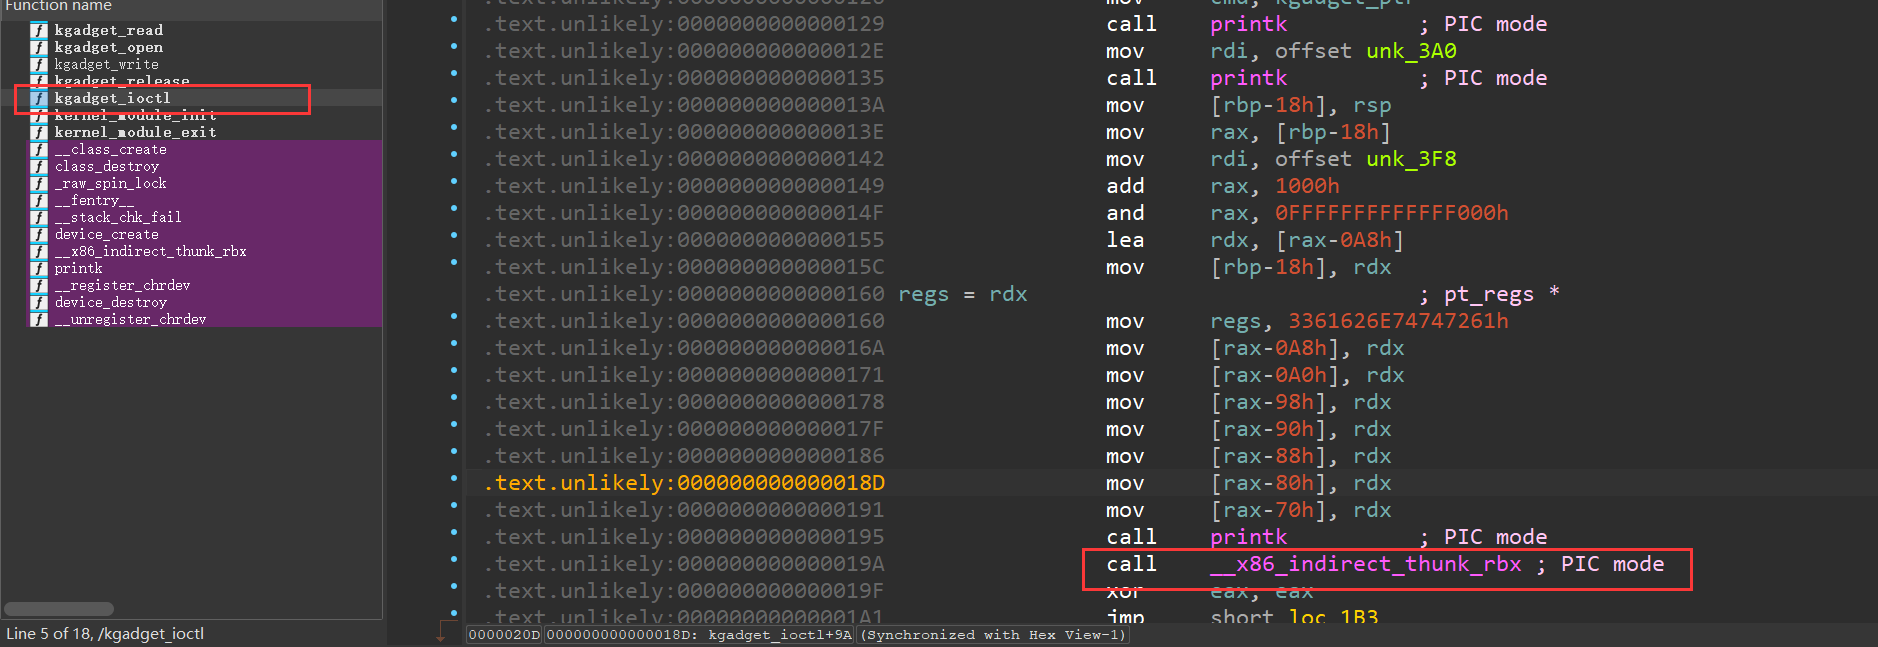 Function name
f kgadget_read
f kgadget_open
f kgadget_write
f kgadget_release
f kgadget_ioctl
f kernel_module_init
f kernel_module_exit
f __class_create
f class_destroy
f _raw_spin_lock
f __fentry__
f __stack_chk_fail
f device_create
f __x86_indirect_thunk_rbx
f printk
f __register_chrdev
f device_destroy
f __unregister_chrdev
Line 5 of 18, /kgadget_ioctl
.text.unlikely:0000000000000128 mov cmd, kgadget_ptr
.text.unlikely:0000000000000129 call printk ; PIC mode
.text.unlikely:000000000000012E mov rdi, offset unk_3A0
.text.unlikely:0000000000000135 call printk ; PIC mode
.text.unlikely:000000000000013A mov [rbp-18h], rsp
.text.unlikely:000000000000013E mov rax, [rbp-18h]
.text.unlikely:0000000000000142 mov rdi, offset unk_3F8
.text.unlikely:0000000000000149 add rax, 1000h
.text.unlikely:000000000000014F and rax, 0FFFFFFFFFFFFF000h
.text.unlikely:0000000000000155 lea rdx, [rax-0A8h]
.text.unlikely:000000000000015C mov [rbp-18h], rdx
.text.unlikely:0000000000000160 regs = rdx ; pt_regs *
.text.unlikely:0000000000000160 mov regs, 3361626E74747261h
.text.unlikely:000000000000016A mov [rax-0A8h], rdx
.text.unlikely:0000000000000171 mov [rax-0A0h], rdx
.text.unlikely:0000000000000178 mov [rax-98h], rdx
.text.unlikely:000000000000017F mov [rax-90h], rdx
.text.unlikely:0000000000000186 mov [rax-88h], rdx
.text.unlikely:000000000000018D mov [rax-80h], rdx
.text.unlikely:0000000000000191 mov [rax-70h], rdx
.text.unlikely:0000000000000195 call printk ; PIC mode
.text.unlikely:000000000000019A call __x86_indirect_thunk_rbx ; PIC mode
.text.unlikely:000000000000019F xor eax, eax
.text.unlikely:00000000000001A1 jmp short loc_1B3
0000020D 000000000000018D: kgadget_ioctl+9A (Synchronized with Hex View-1)